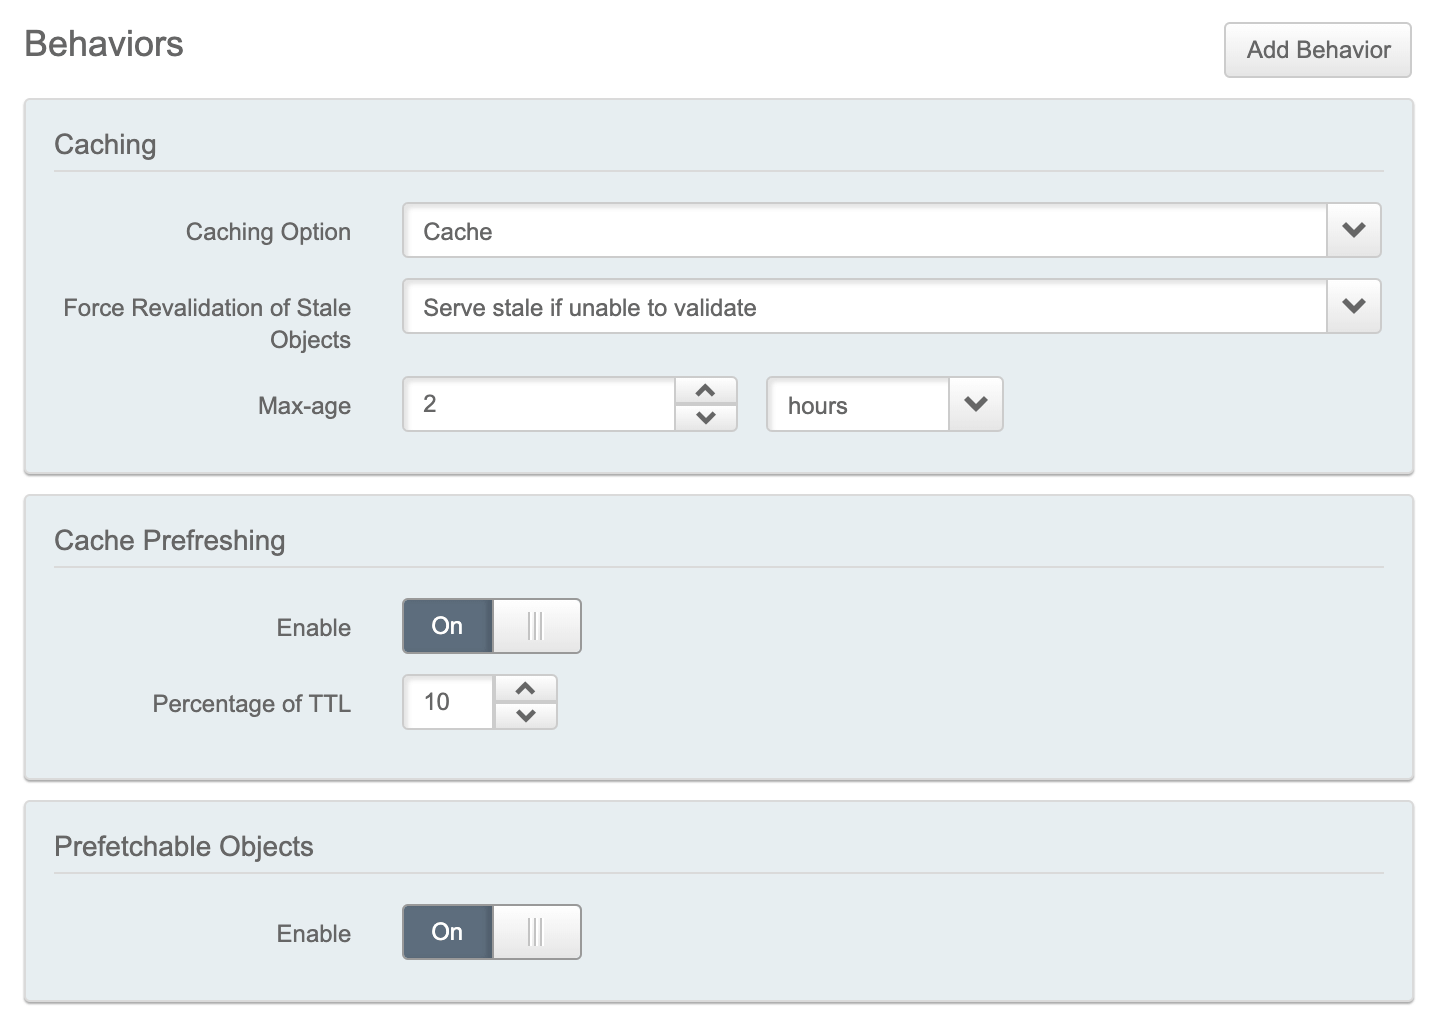 Behaviors
Add Behavior
Caching
Caching Option
Cache
Force Revalidation of Stale
Objects
Serve stale if unable to validate
Max-age
2
hours
Cache Prefreshing
Enable
On
Percentage of TTL
10
Prefetchable Objects
Enable
On